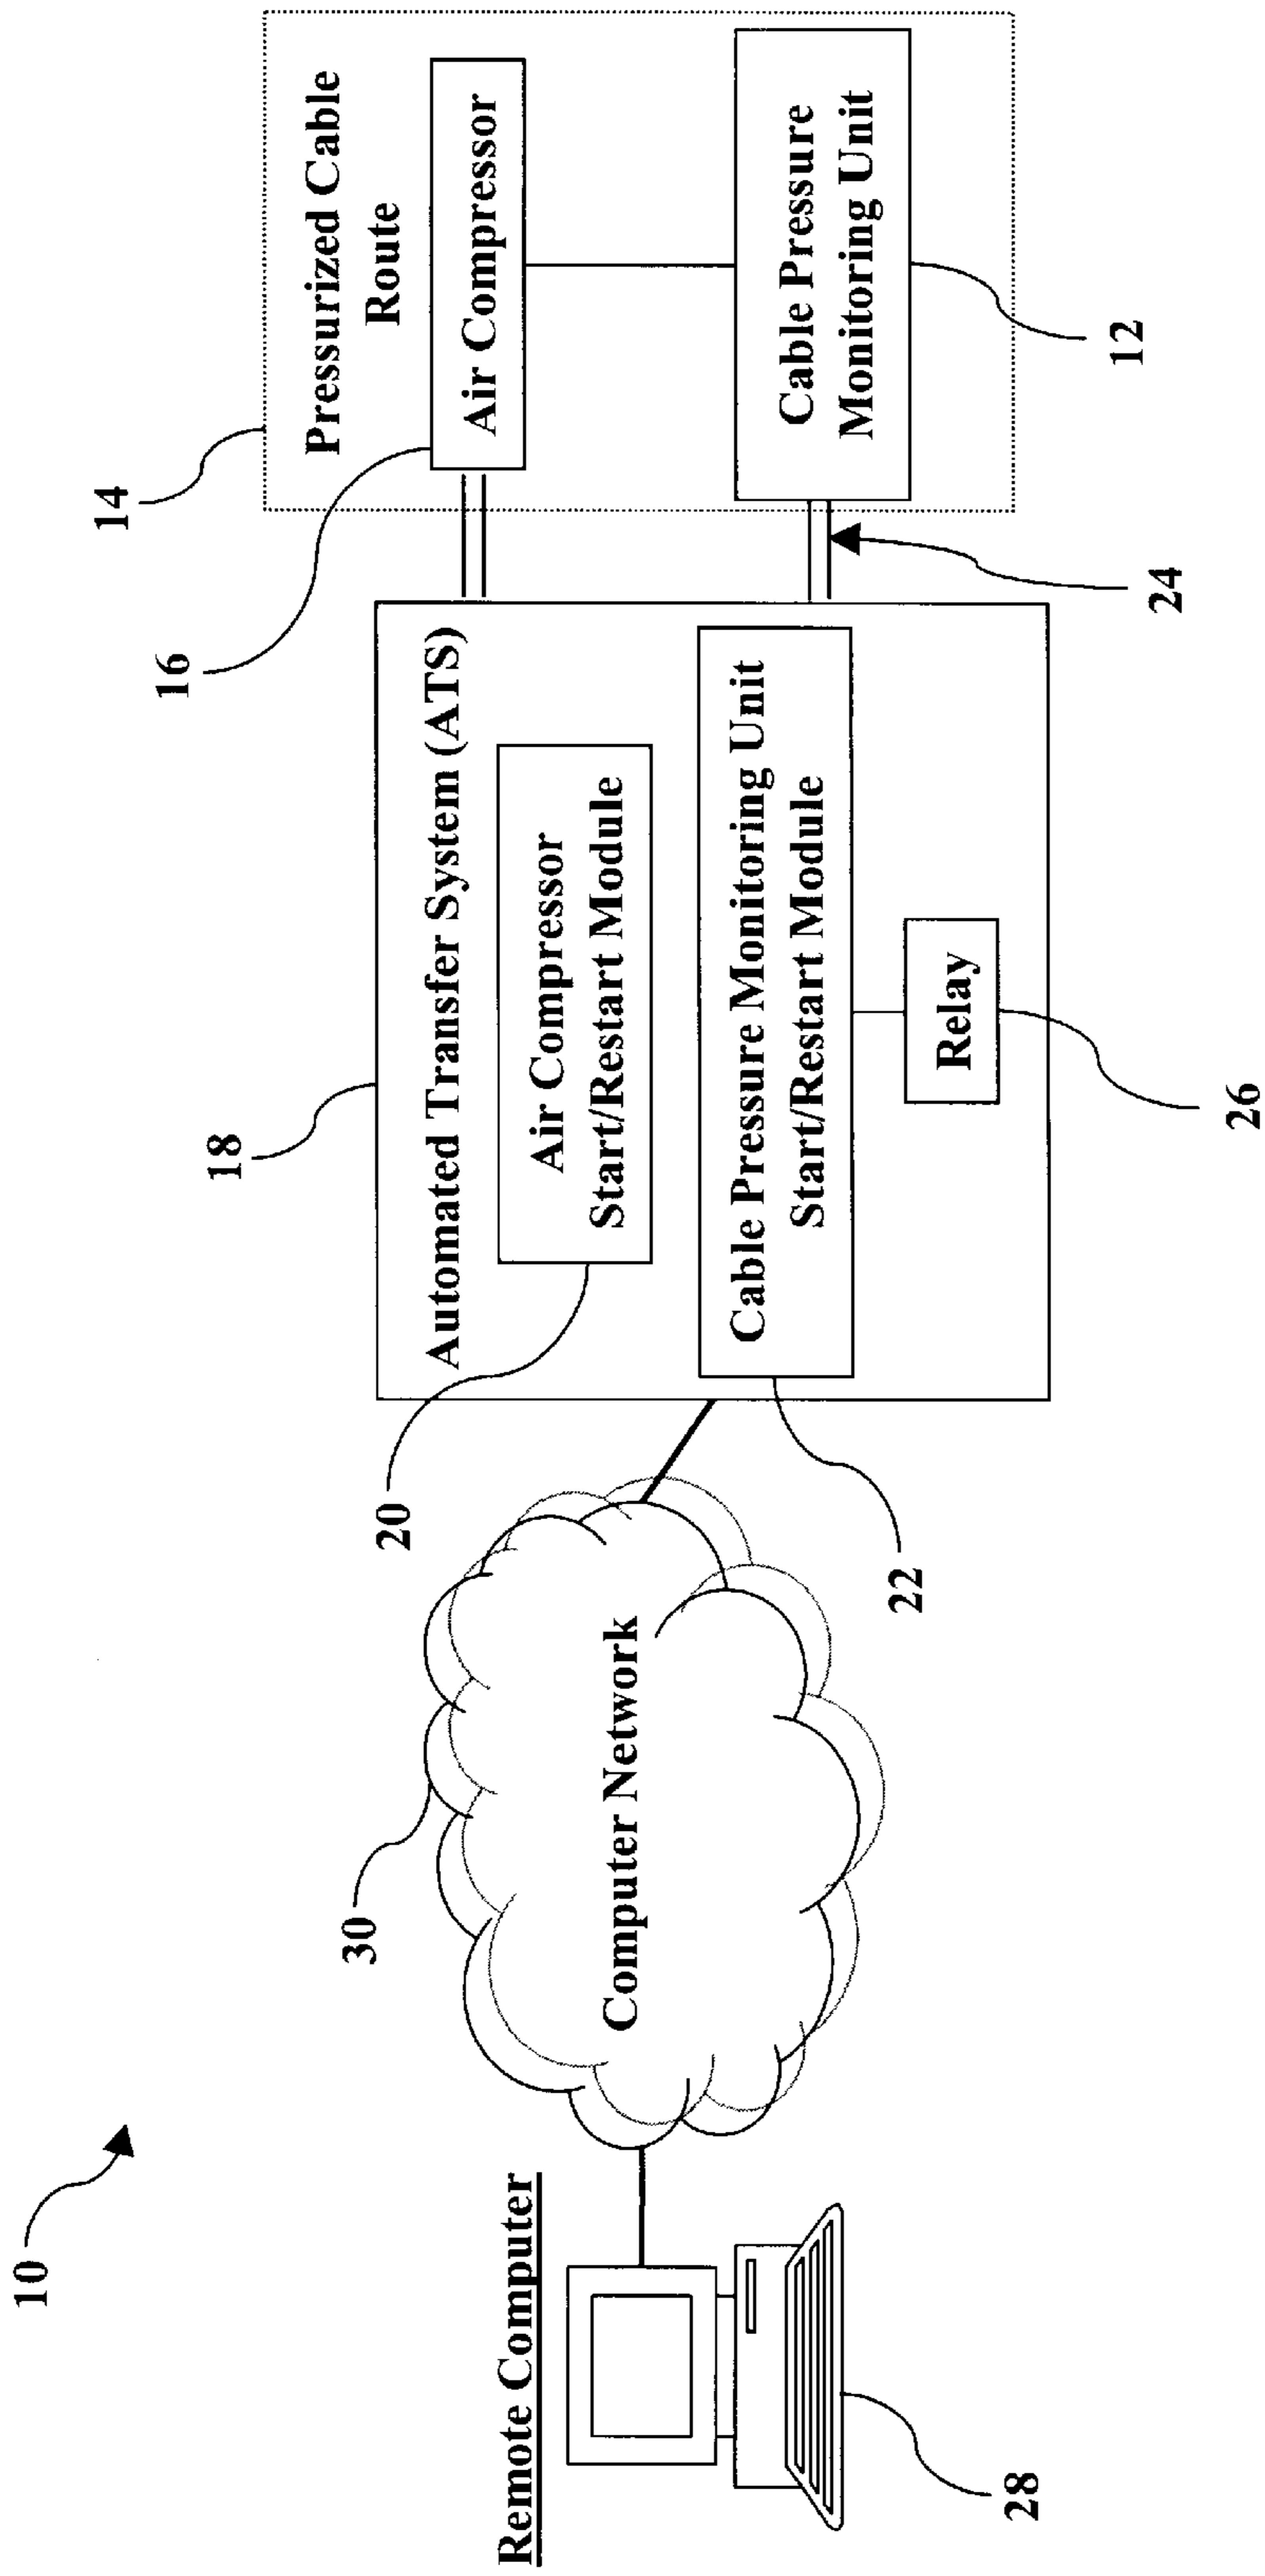 10
Remote Computer
28
30
Computer Network
18
Automated Transfer System (ATS)
20
Air Compressor
Start/Restart Module
22
Cable Pressure Monitoring Unit
Start/Restart Module
Relay
26
14
Pressurized Cable
Route
16
Air Compressor
24
Cable Pressure
Monitoring Unit
12